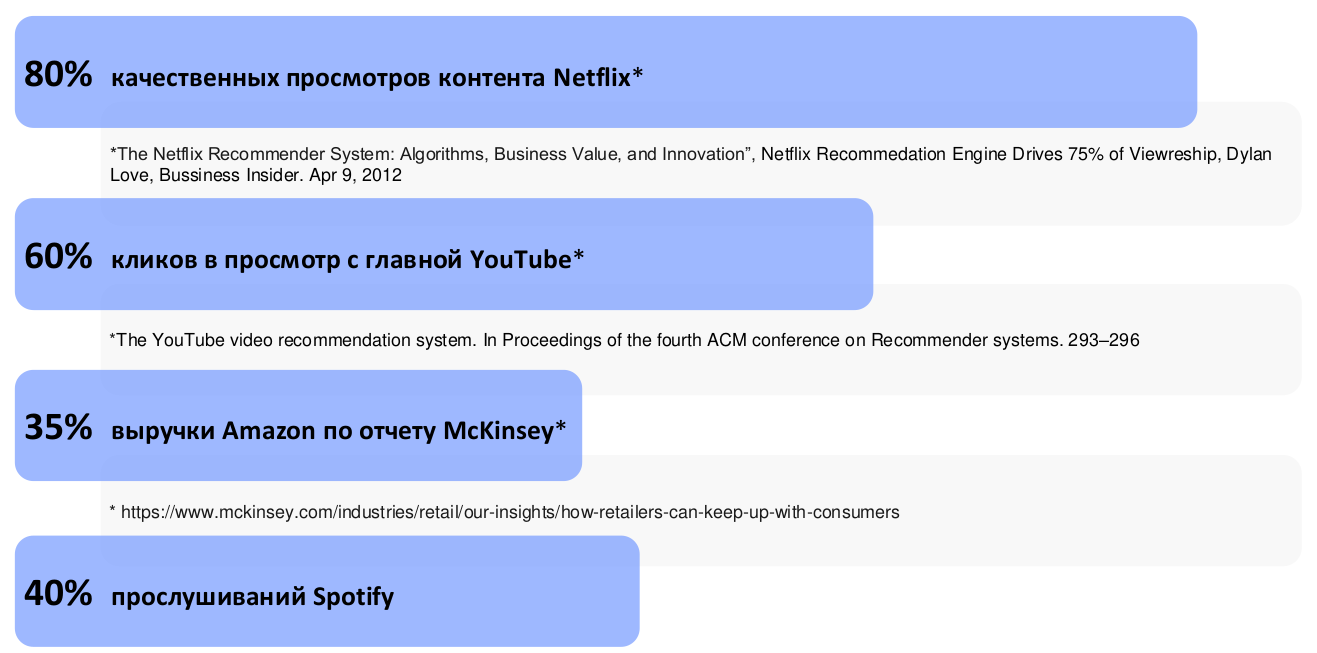 80% качественных просмотров контента Netflix*
*The Netflix Recommender System: Algorithms, Business Value, and Innovation”, Netflix Recommedation Engine Drives 75% of Viewreship, Dylan
Love, Bussiness Insider. Apr 9, 2012
60% кликов в просмотр с главной YouTube*
*The YouTube video recommendation system. In Proceedings of the fourth ACM conference on Recommender systems. 293–296
35% выручки Amazon по отчету McKinsey*
* https://www.mckinsey.com/industries/retail/our-insights/how-retailers-can-keep-up-with-consumers
40% прослушиваний Spotify